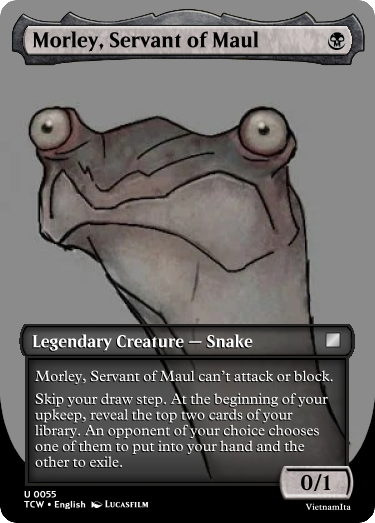 Morley, Servant of Maul
Legendary Creature — Snake
Morley, Servant of Maul can't attack or block.
Skip your draw step. At the beginning of your
upkeep, reveal the top two cards of your
library. An opponent of your choice chooses
one of them to put into your hand and the
other to exile.
0/1
U 0055
TCW • English LUCASFILM
VietnamIta